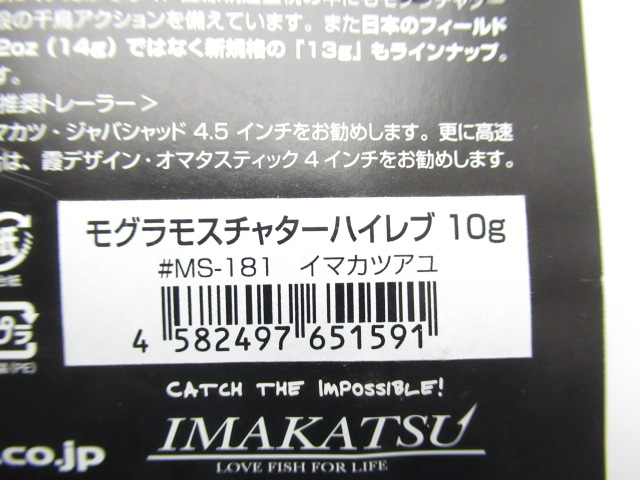 の千鳥アクションを備えています。また日本のフィールド
2oz（14g）ではなく新規格の「13g」もラインナップ。
す。
推奨トレーラー＞
マカツ・ジャバシャッド 4.5 インチをお勧めします。更に高速
は、霞デザイン・オマタスティック 4 インチをお勧めします。
モグラモスチャターハイレブ 10g
#MS-181 イマカツアユ
4 582497 651591
紙
プラ
(PE)
CATCH THE IMPOSSIBLE!
IMAKATSU
LOVE FISH FOR LIFE
.co.jp